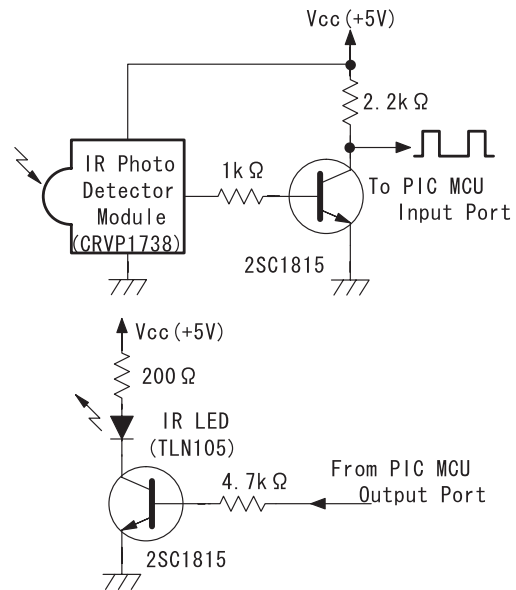 Vcc(+5V)
2.2kΩ
IR Photo
Detector
Module
(CRVP1738)
1kΩ
To PIC MCU
Input Port
2SC1815
Vcc(+5V)
200Ω
IR LED
(TLN105)
4.7kΩ
From PIC MCU
Output Port
2SC1815